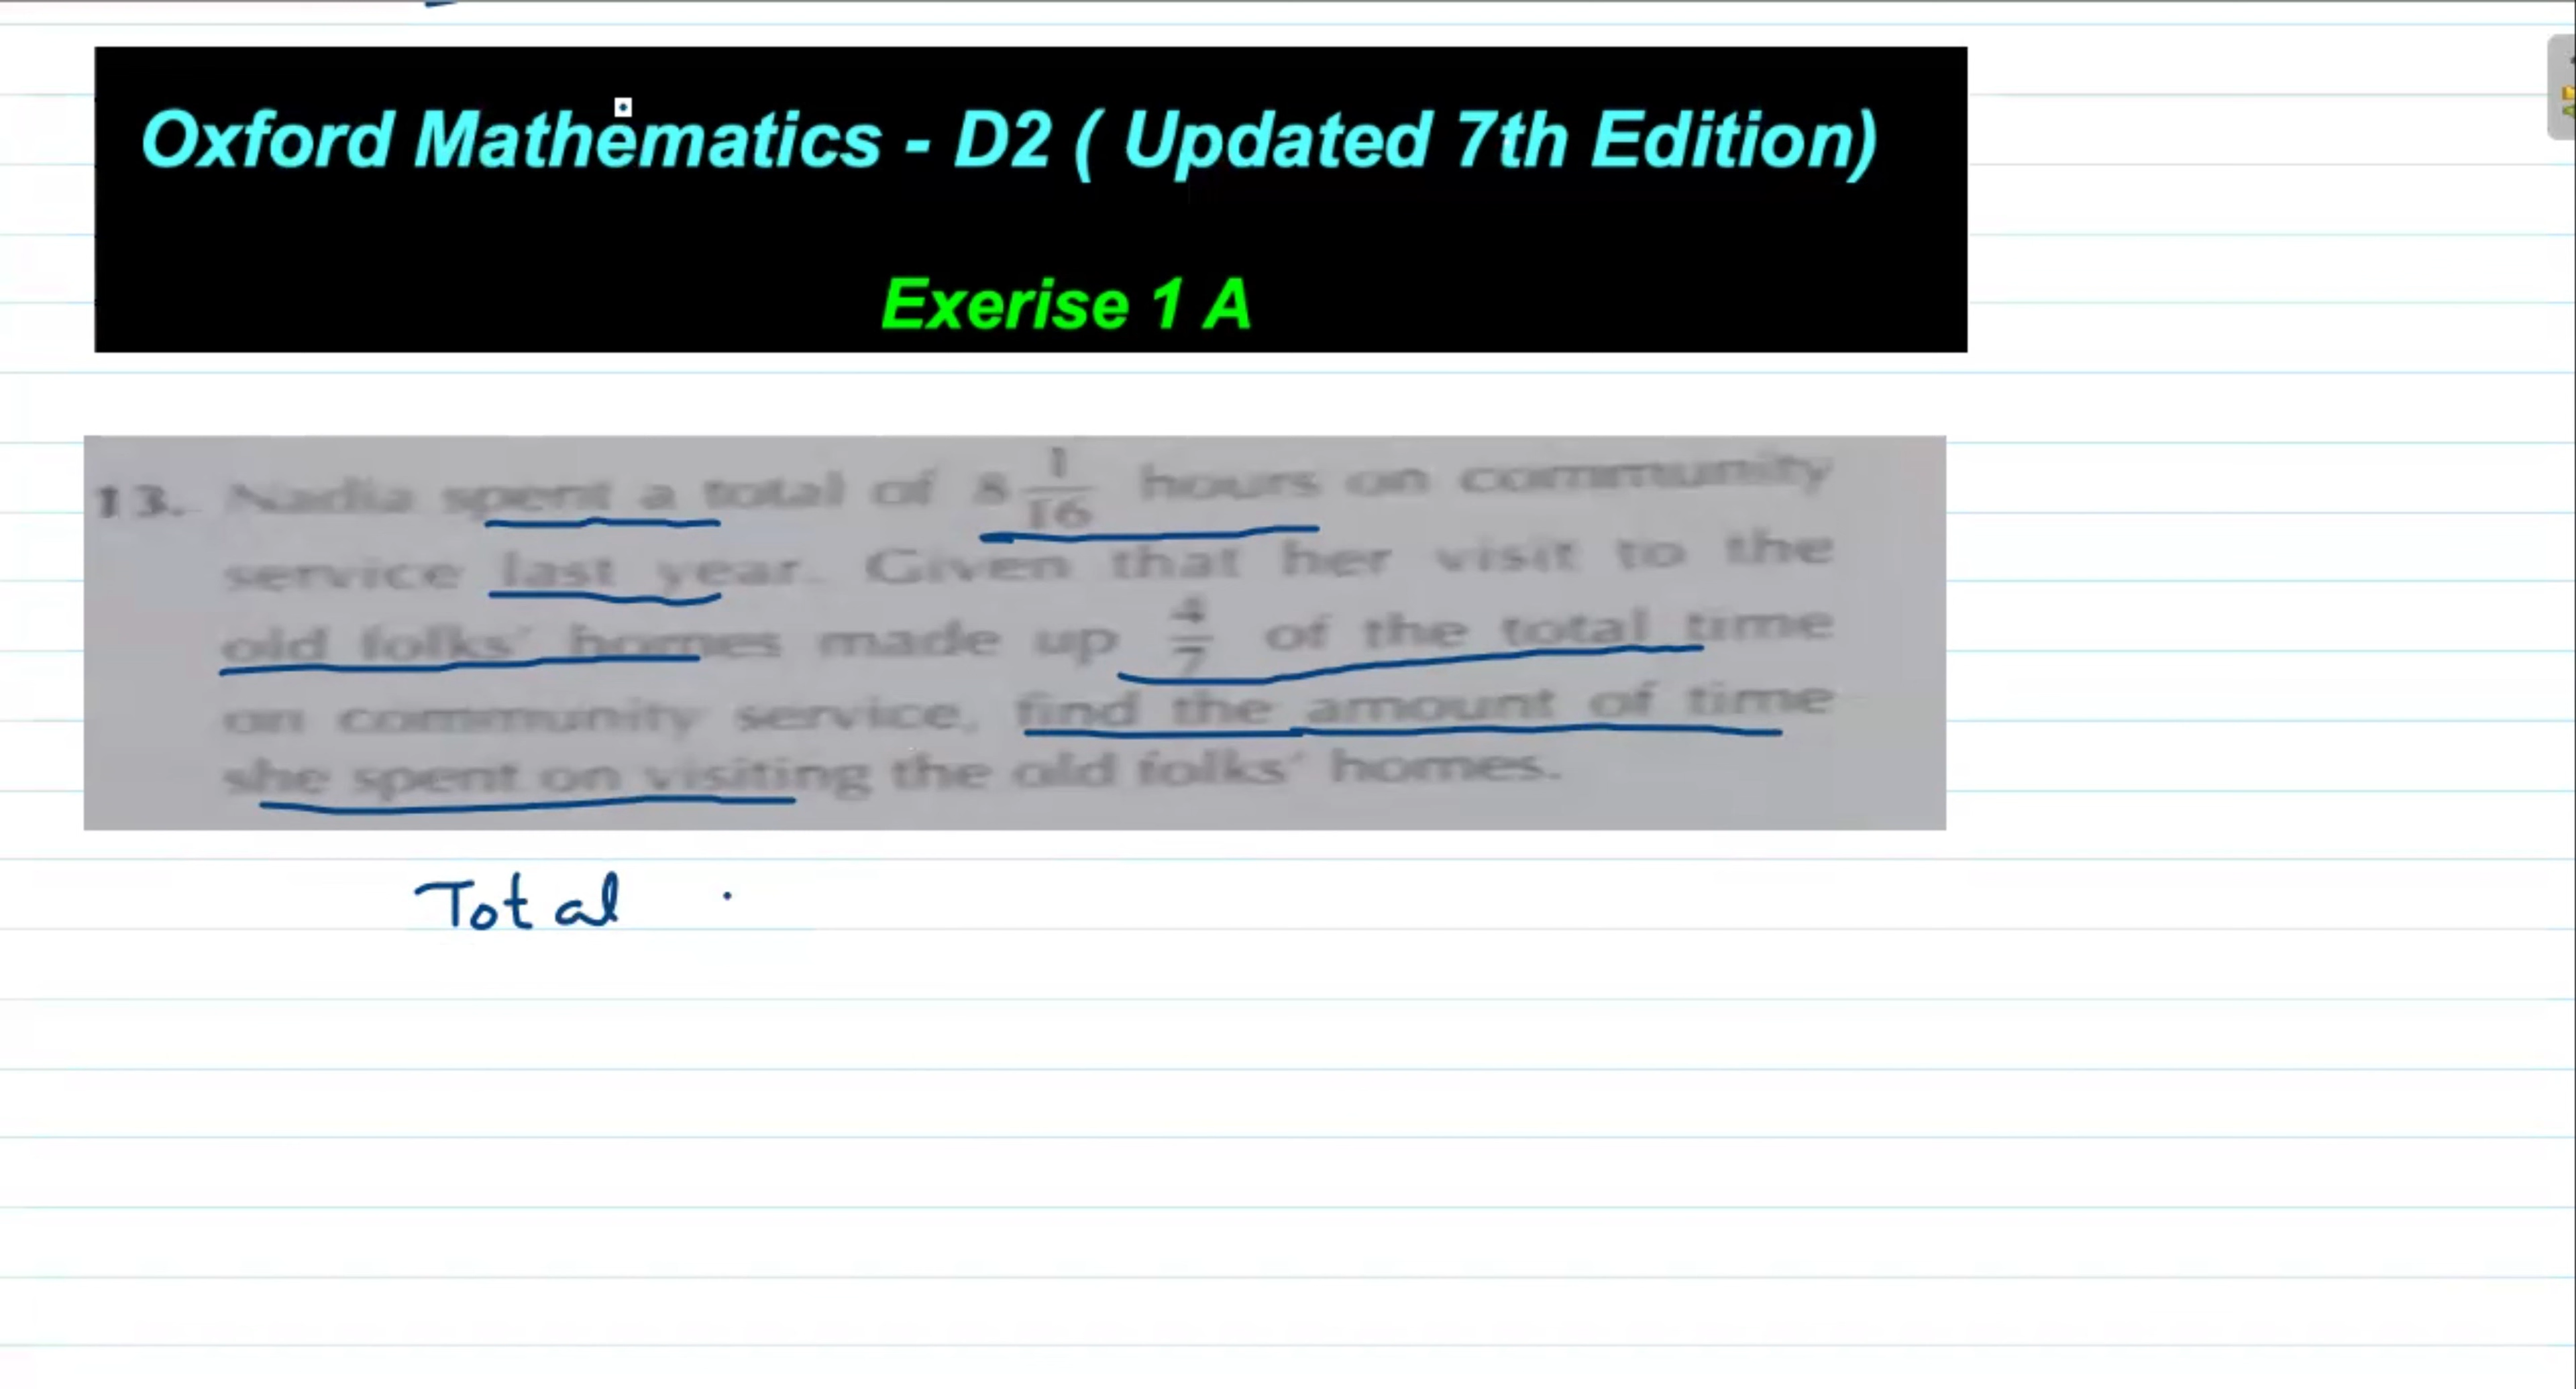 Oxford Mathematics - D2 ( Updated 7th Edition)
Exerise 1 A
13. Nadia spent a total of 8 1/16 hours on community
service last year. Given that her visit to the
old folks' homes made up 4/7 of the total time
on community service, find the amount of time
she spent on visiting the old folks' homes.
Total